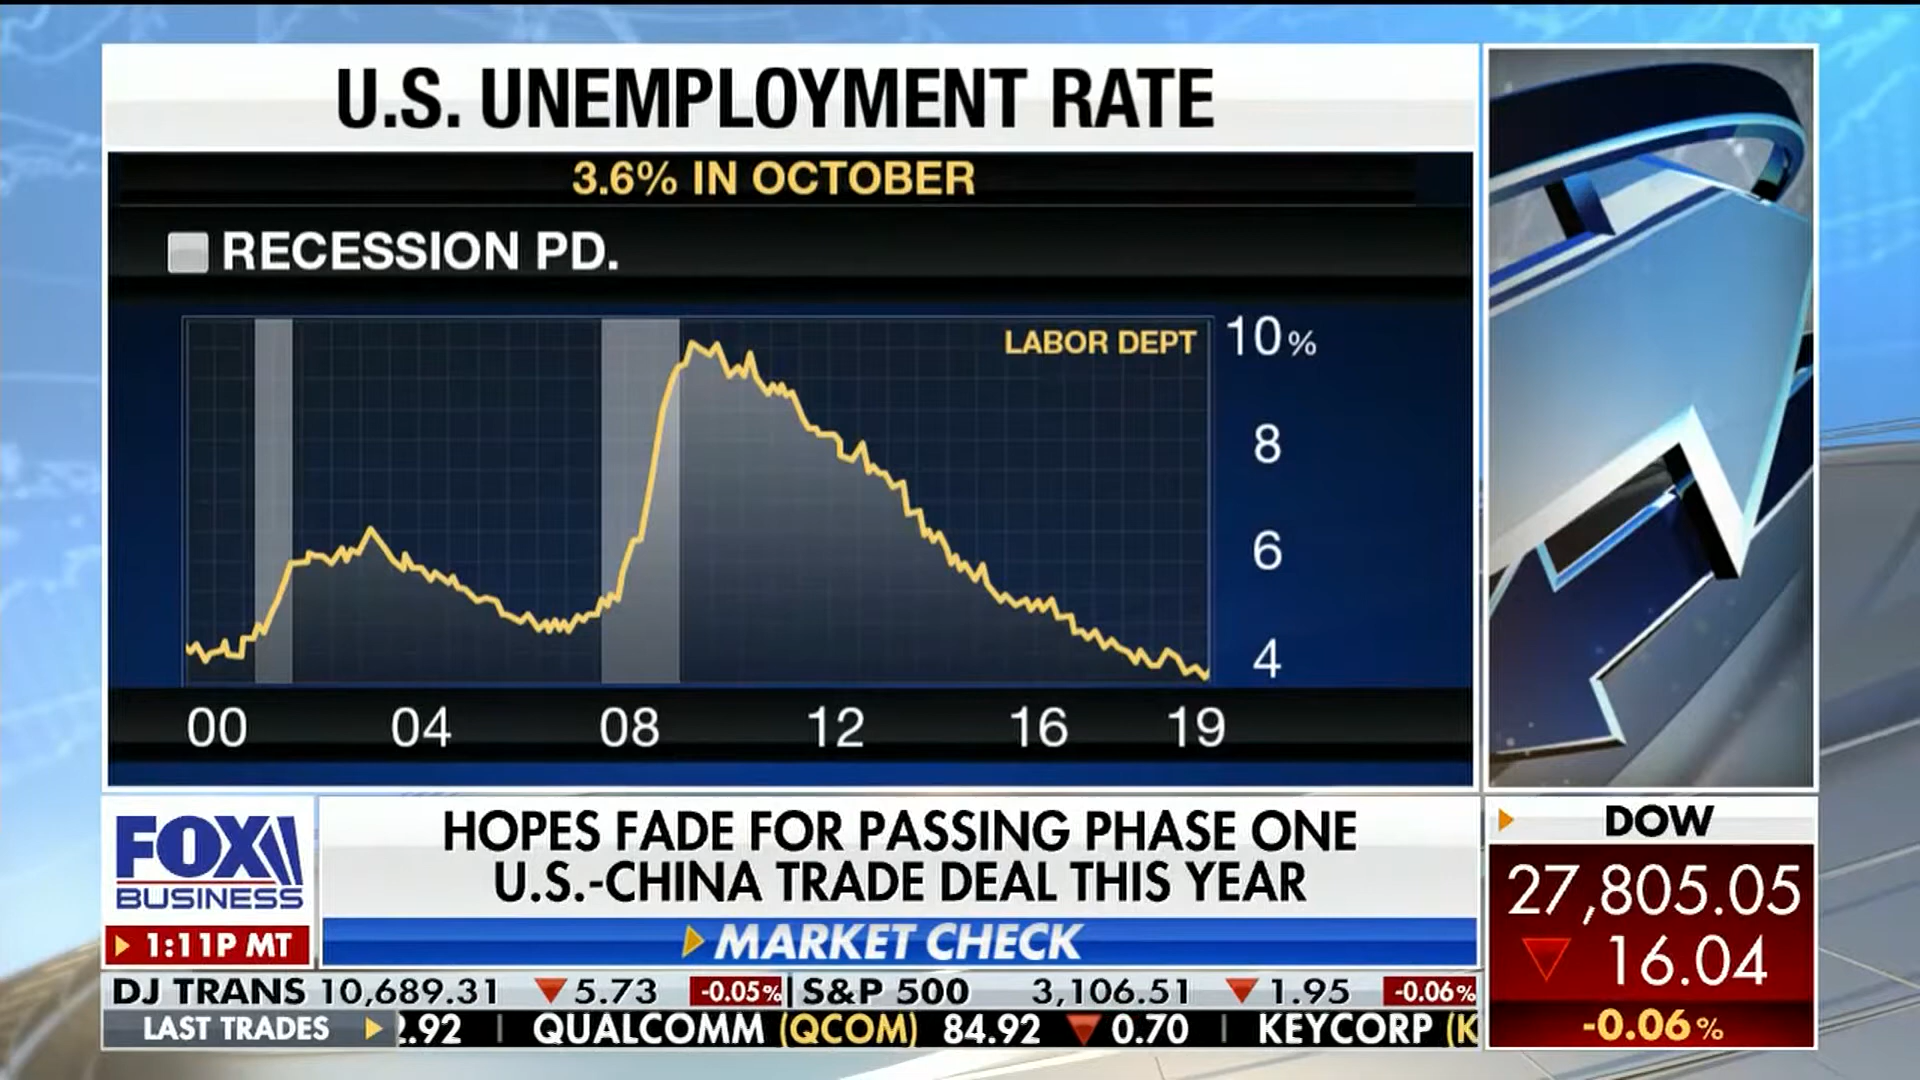 U.S. UNEMPLOYMENT RATE
3.6% IN OCTOBER
RECESSION PD.
LABOR DEPT
10%
8
6
4
00 04 08 12 16 19
HOPES FADE FOR PASSING PHASE ONE
U.S.-CHINA TRADE DEAL THIS YEAR
MARKET CHECK
FOX
BUSINESS
1:11P MT
DOW
27,805.05
16.04
-0.06%
DJ TRANS 10,689.31 5.73 -0.05% S&P 500 3,106.51 1.95 -0.06%
LAST TRADES 2.92 | QUALCOMM (QCOM) 84.92 0.70 | KEYCORP (K